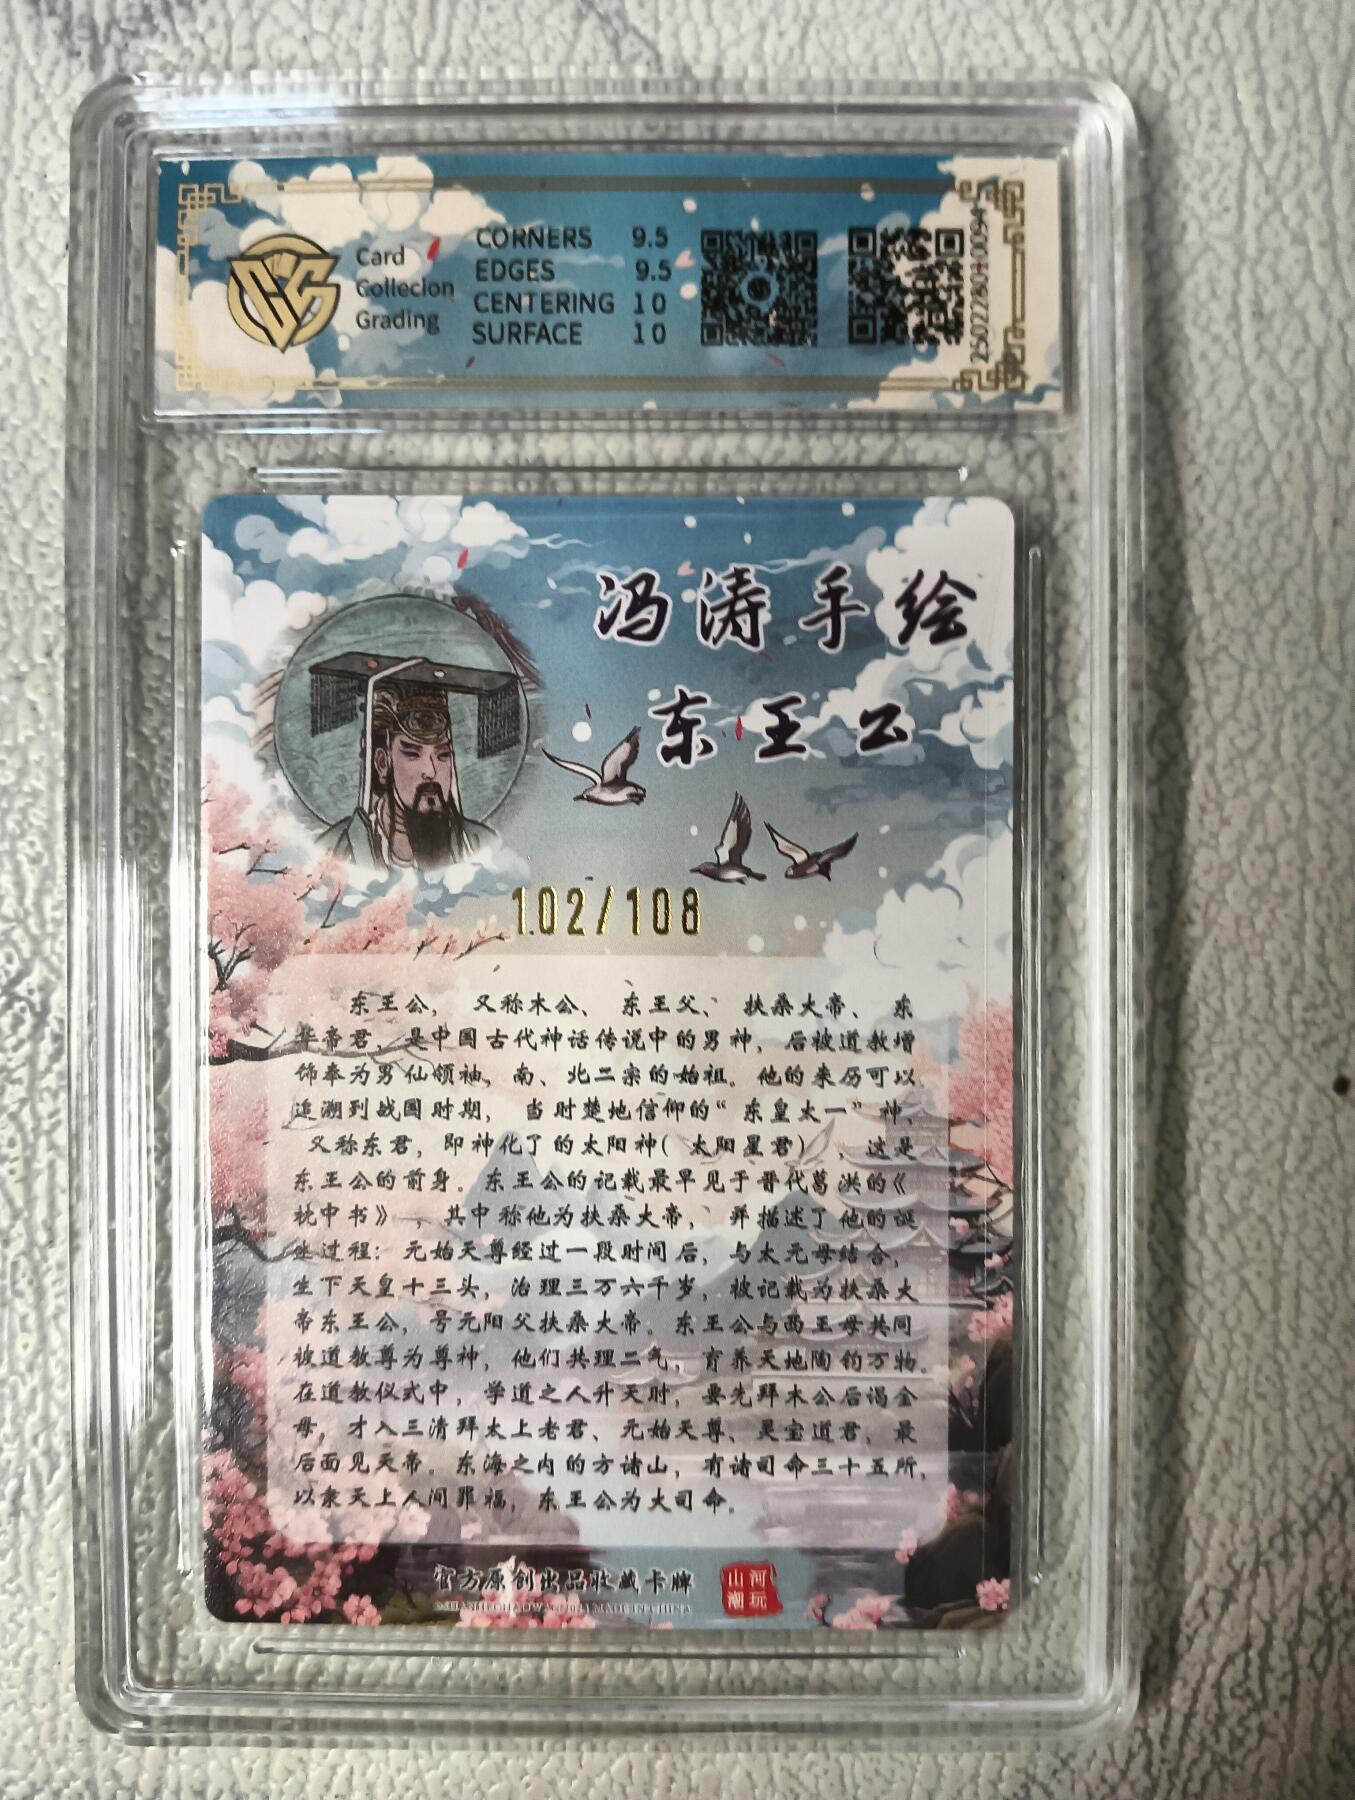 Card
Collecion
Grading
CORNERS 9.5
EDGES 9.5
CENTERING 10
SURFACE 10
冯涛手绘
东王公
102/108
东王公，又称木公、东王父、扶桑大帝、东
华帝君，是中国古代神话传说中的男神，后被道教增
饰奉为男仙领袖，南、北二宗的始祖。他的来历可以
追溯到战国时期，当时楚地信仰的“东皇太一”神，
又称东君，即神化了的太阳神（太阳星君），这是
东王公的前身。东王公的记载最早见于晋代葛洪的《
枕中书》，其中称他为扶桑大帝，并描述了他的诞
生过程：元始天尊经过一段时间后，与太元母结合，
生下天皇十三头，治理三万六千岁，被记载为扶桑大
帝东王公，号元阳父扶桑大帝。东王公与西王母共同
被道教尊为尊神，他们共理二气，育养天地陶钧万物。
在道教仪式中，学道之人升天时，要先拜木公后谒金
母，才入三清拜太上老君、元始天尊、灵宝道君，最
后面见天帝。东海之内的方诸山，有诸司命三十五所，
以录天上人间罪福，东王公为大司命。
官方原创出品收藏卡牌
山河
潮玩